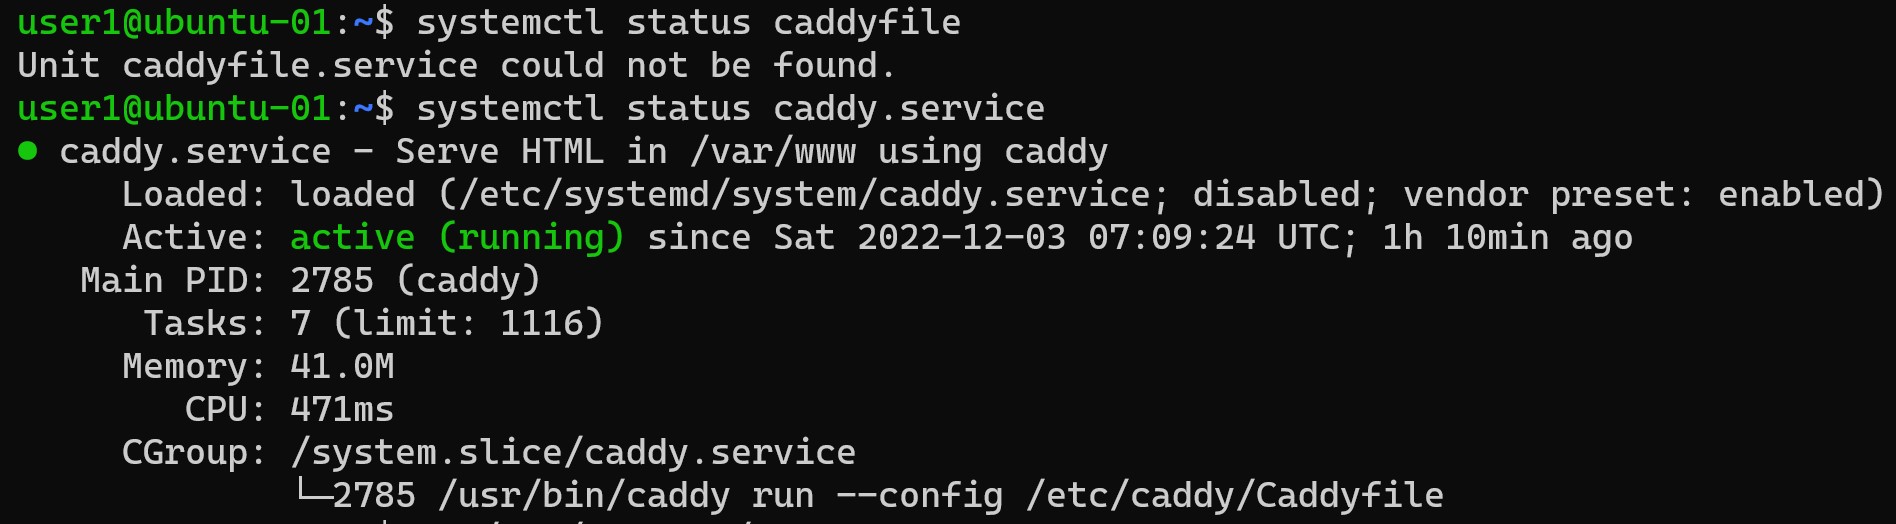 user1@ubuntu-01:~$ systemctl status caddyfile
Unit caddyfile.service could not be found.
user1@ubuntu-01:~$ systemctl status caddy.service
● caddy.service - Serve HTML in /var/www using caddy
Loaded: loaded (/etc/systemd/system/caddy.service; disabled; vendor preset: enabled)
Active: active (running) since Sat 2022-12-03 07:09:24 UTC; 1h 10min ago
Main PID: 2785 (caddy)
Tasks: 7 (limit: 1116)
Memory: 41.0M
CPU: 471ms
CGroup: /system.slice/caddy.service
└─2785 /usr/bin/caddy run --config /etc/caddy/Caddyfile